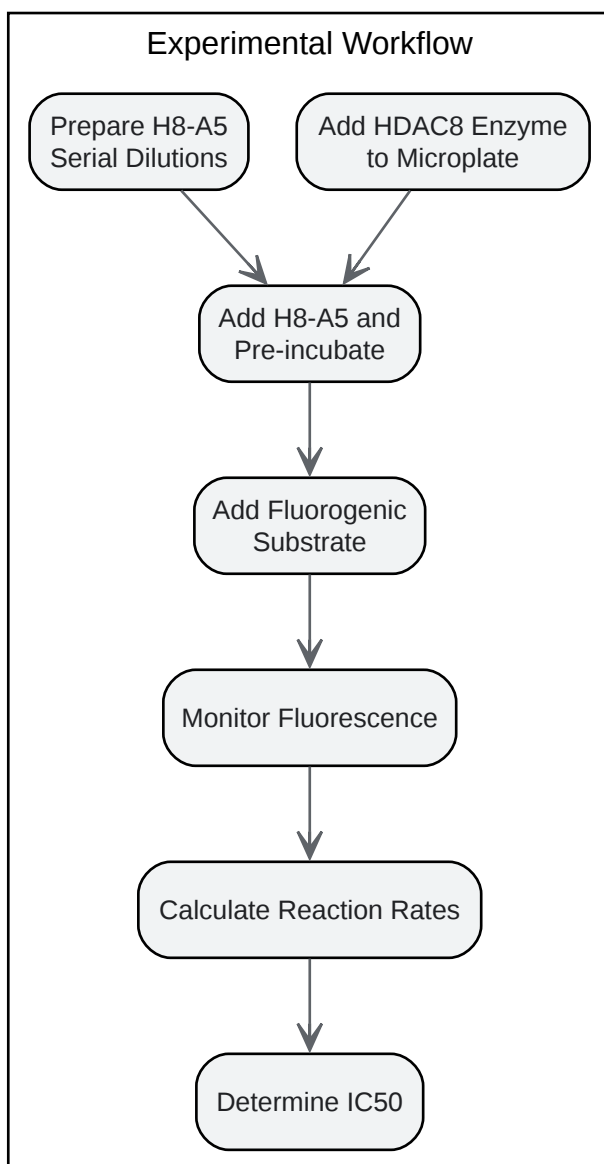 Experimental Workflow
Prepare H8-A5
Serial Dilutions
Add HDAC8 Enzyme
to Microplate
Add H8-A5 and
Pre-incubate
Add Fluorogenic
Substrate
Monitor Fluorescence
Calculate Reaction Rates
Determine IC50